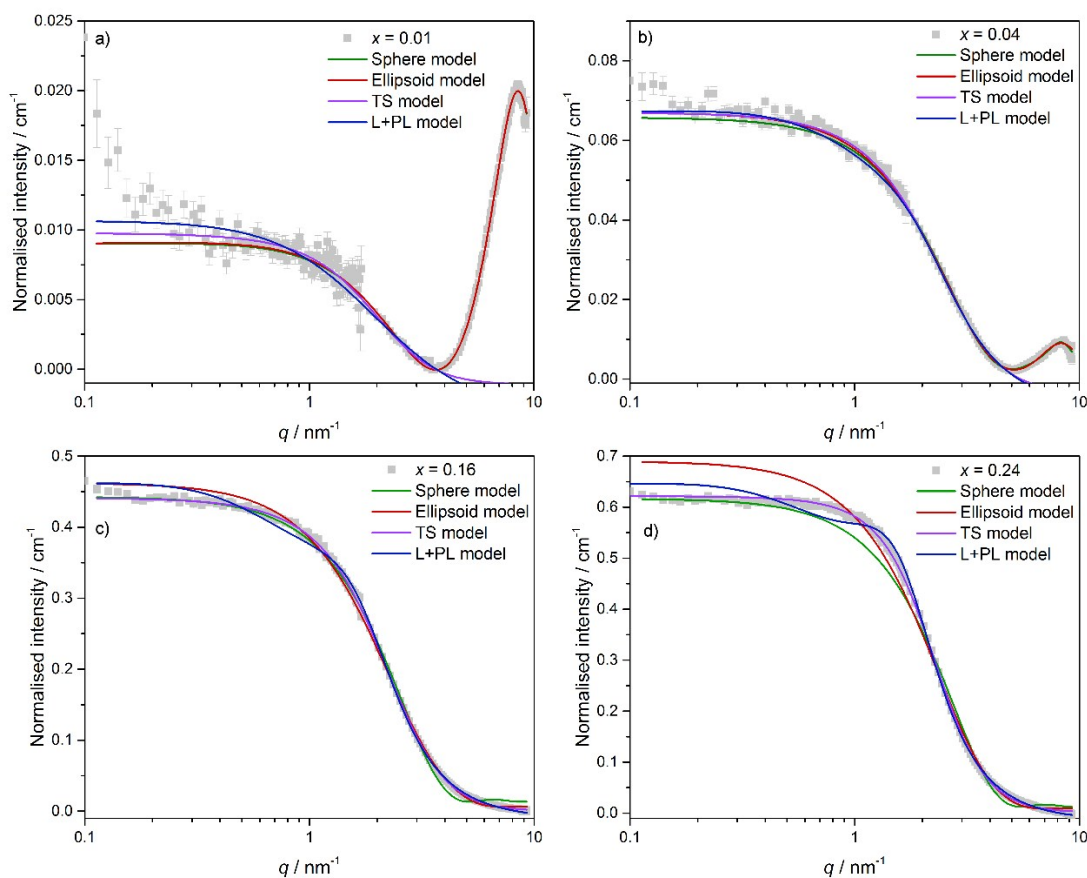 a)
x = 0.01
Sphere model
Ellipsoid model
TS model
L+PL model
0.025
0.020
0.015
0.010
0.005
0.000
Normalised intensity / cm⁻¹
0.1 1 10
q / nm⁻¹
b)
x = 0.04
Sphere model
Ellipsoid model
TS model
L+PL model
0.08
0.06
0.04
0.02
0.00
Normalised intensity / cm⁻¹
0.1 1 10
q / nm⁻¹
c)
x = 0.16
Sphere model
Ellipsoid model
TS model
L+PL model
0.5
0.4
0.3
0.2
0.1
0.0
Normalised intensity / cm⁻¹
0.1 1 10
q / nm⁻¹
d)
x = 0.24
Sphere model
Ellipsoid model
TS model
L+PL model
0.7
0.6
0.5
0.4
0.3
0.2
0.1
0.0
Normalised intensity / cm⁻¹
0.1 1 10
q / nm⁻¹